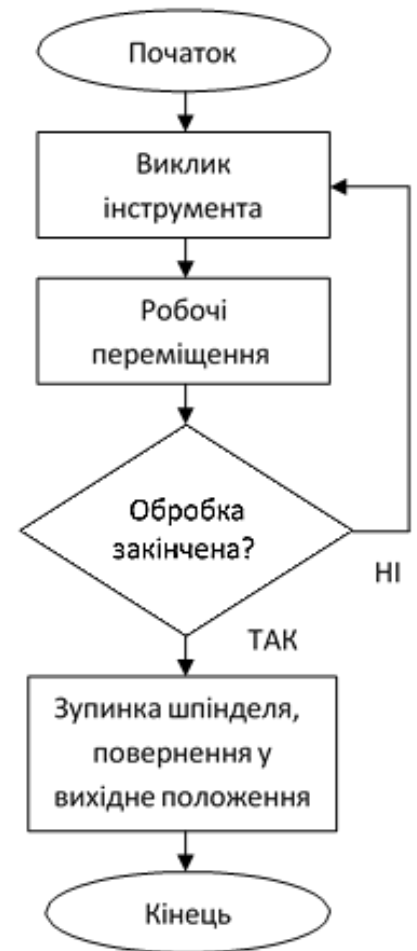 Початок
Виклик
інструмента
Робочі
переміщення
Обробка
закінчена?
НІ
ТАК
Зупинка шпінделя,
повернення у
вихідне положення
Кінець